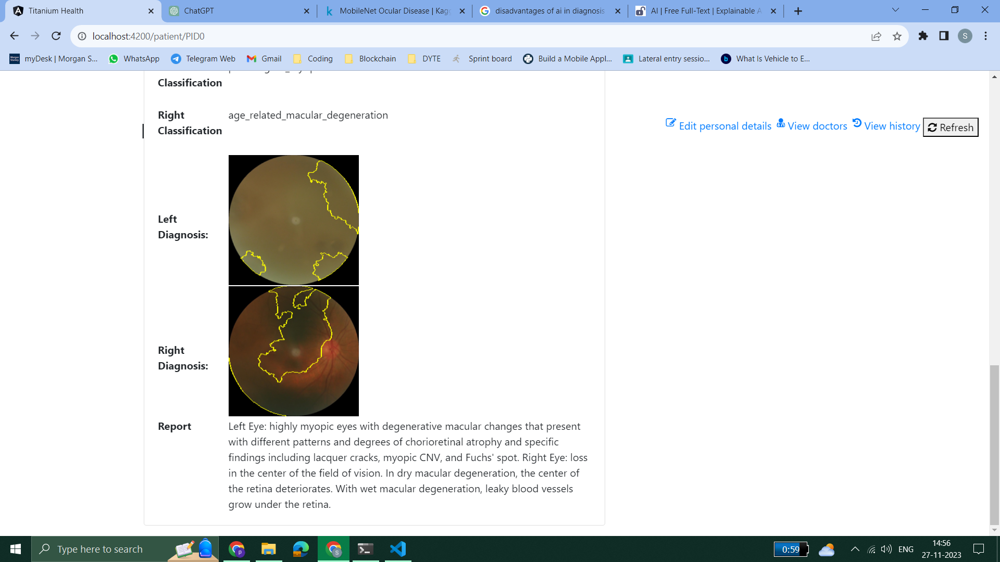 Titanium Health
ChatGPT
MobileNet Ocular Disease | Kagg
disadvantages of ai in diagnosis
AI | Free Full-Text | Explainable A
localhost:4200/patient/PID0
S
myDesk | Morgan S...
WhatsApp
Telegram Web
Gmail
Coding
Blockchain
DYTE
Sprint board
Build a Mobile Appl...
Lateral entry sessio...
What Is Vehicle to E...
Classification
Right
Classification
age_related_macular_degeneration
Edit personal details
View doctors
View history
Refresh
Left
Diagnosis:
Right
Diagnosis:
Report
Left Eye: highly myopic eyes with degenerative macular changes that present
with different patterns and degrees of chorioretinal atrophy and specific
findings including lacquer cracks, myopic CNV, and Fuchs' spot. Right Eye: loss
in the center of the field of vision. In dry macular degeneration, the center of
the retina deteriorates. With wet macular degeneration, leaky blood vessels
grow under the retina.
Type here to search
0:59
ENG
14:56
27-11-2023